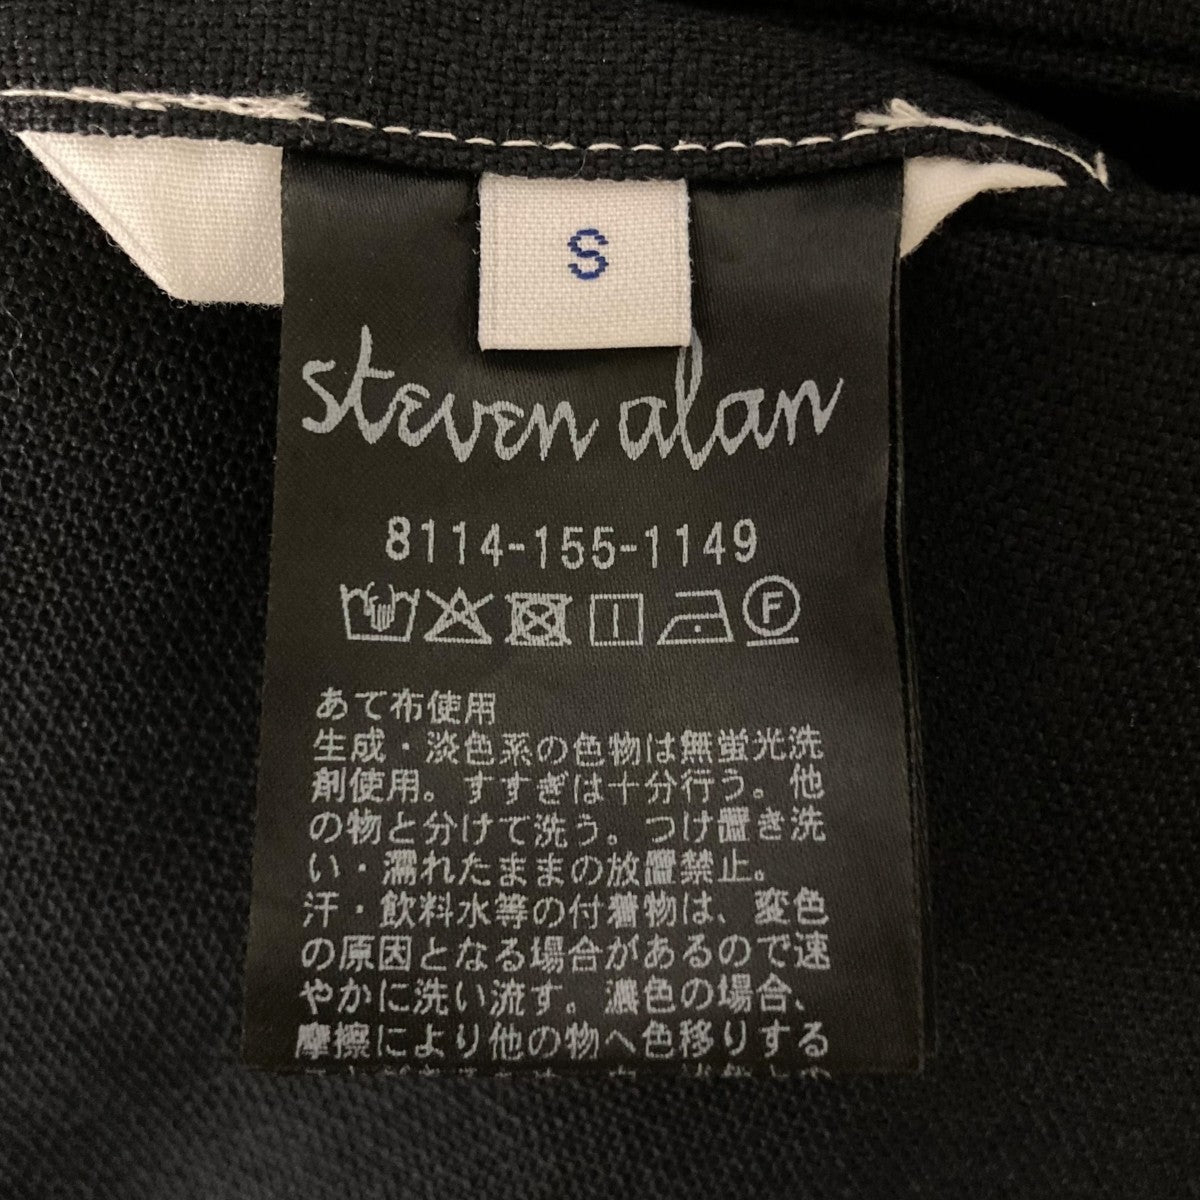 S
steven alan
8114-155-1149
F
あて布使用
生成・淡色系の色物は無蛍光洗
剤使用。すすぎは十分行う。他
の物と分けて洗う。つけ置き洗
い・濡れたままの放置禁止。
汗・飲料水等の付着物は、変色
の原因となる場合があるので速
やかに洗い流す。濃色の場合、
摩擦により他の物へ色移りする